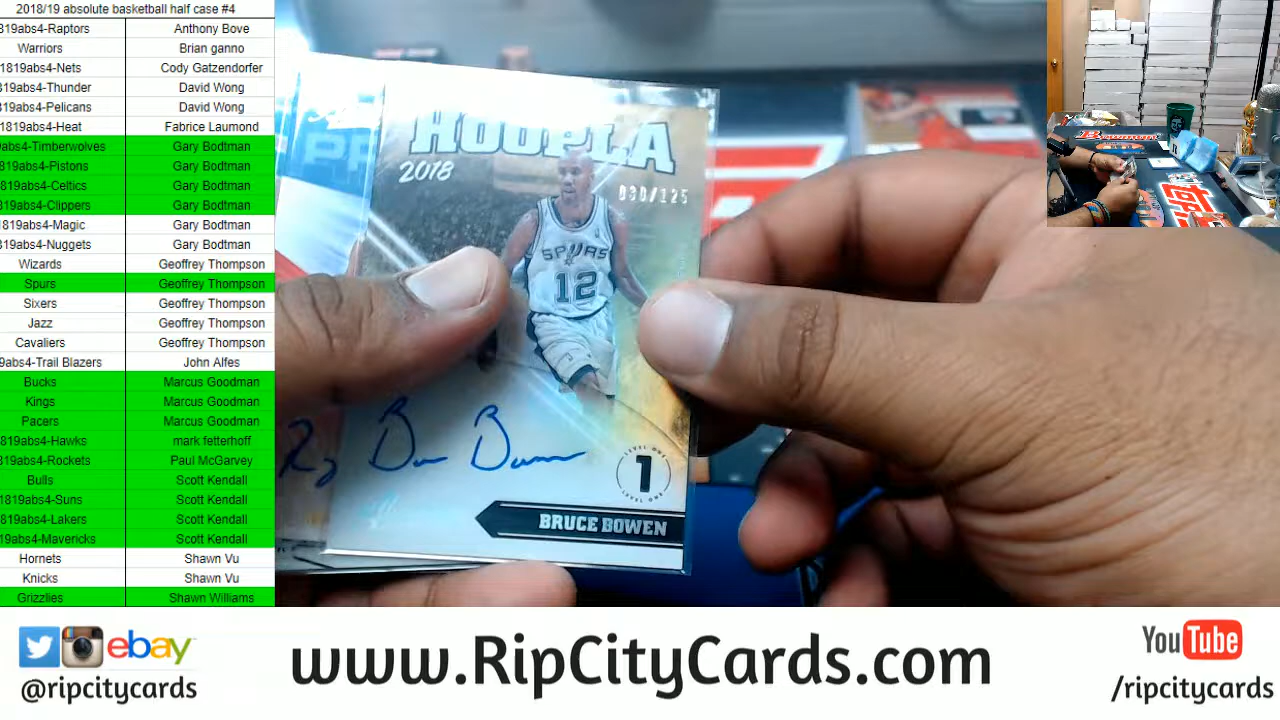 2018/19 absolute basketball half case #4
819abs4-Raptors Anthony Bove
Warriors Brian ganno
1819abs4-Nets Cody Gatzendorfer
819abs4-Thunder David Wong
819abs4-Pelicans David Wong
1819abs4-Heat Fabrice Laumond
abs4-Timberwolves Gary Bodtman
819abs4-Pistons Gary Bodtman
819abs4-Celtics Gary Bodtman
819abs4-Clippers Gary Bodtman
1819abs4-Magic Gary Bodtman
819abs4-Nuggets Gary Bodtman
Wizards Geoffrey Thompson
Spurs Geoffrey Thompson
Sixers Geoffrey Thompson
Jazz Geoffrey Thompson
Cavaliers Geoffrey Thompson
9abs4-Trail Blazers John Alfes
Bucks Marcus Goodman
Kings Marcus Goodman
Pacers Marcus Goodman
819abs4-Hawks mark fetterhoff
819abs4-Rockets Paul McGarvey
Bulls Scott Kendall
1819abs4-Suns Scott Kendall
819abs4-Lakers Scott Kendall
19abs4-Mavericks Scott Kendall
Hornets Shawn Vu
Knicks Shawn Vu
Grizzlies Shawn Williams
HOOPLA
2018
SPURS
12
LEVEL ONE
1
BRUCE BOWEN
ebay
@ripcitycards
www.RipCityCards.com
YouTube
/ripcitycards